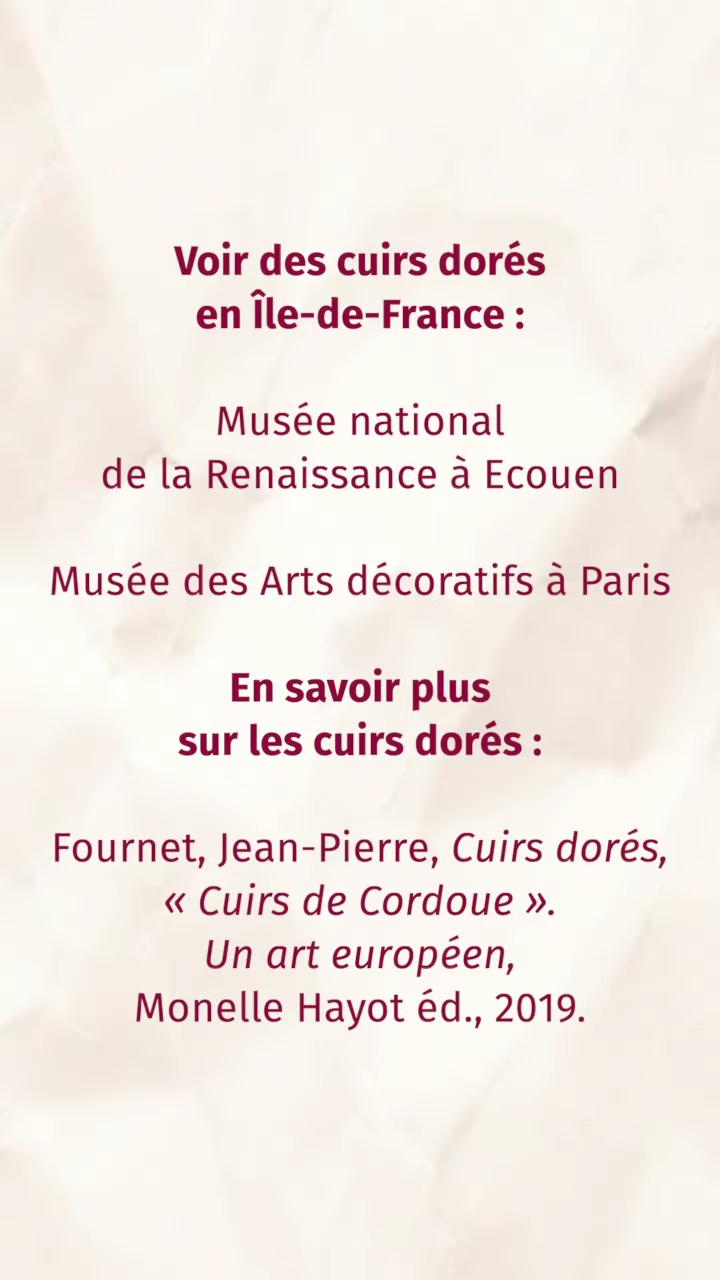 Voir des cuirs dorés
en Île-de-France :
Musée national
de la Renaissance à Ecouen
Musée des Arts décoratifs à Paris
En savoir plus
sur les cuirs dorés :
Fournet, Jean-Pierre, Cuirs dorés,
« Cuirs de Cordoue ».
Un art européen,
Monelle Hayot éd., 2019.